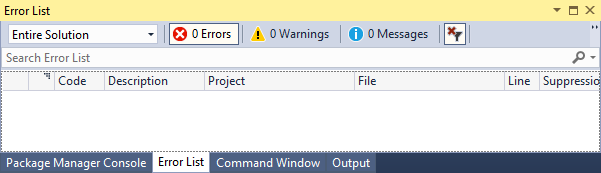 Error List
Entire Solution 0 Errors 0 Warnings 0 Messages
Search Error List
Code Description Project File Line Suppressio
Package Manager Console Error List Command Window Output